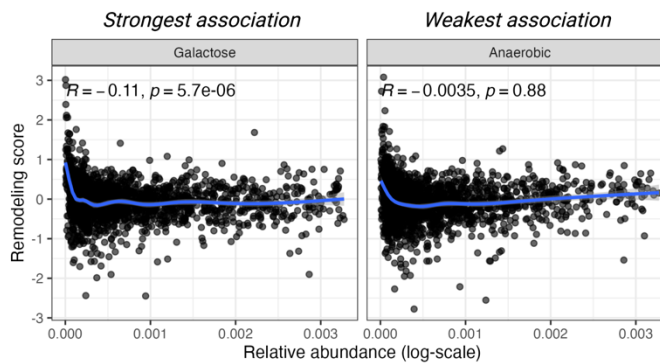 Strongest association
Weakest association
Galactose
Anaerobic
R = −0.11, p = 5.7e-06
R = −0.0035, p = 0.88
Remodeling score
3
2
1
0
-1
-2
-3
0.000 0.001 0.002 0.003
0.000 0.001 0.002 0.003
Relative abundance (log-scale)